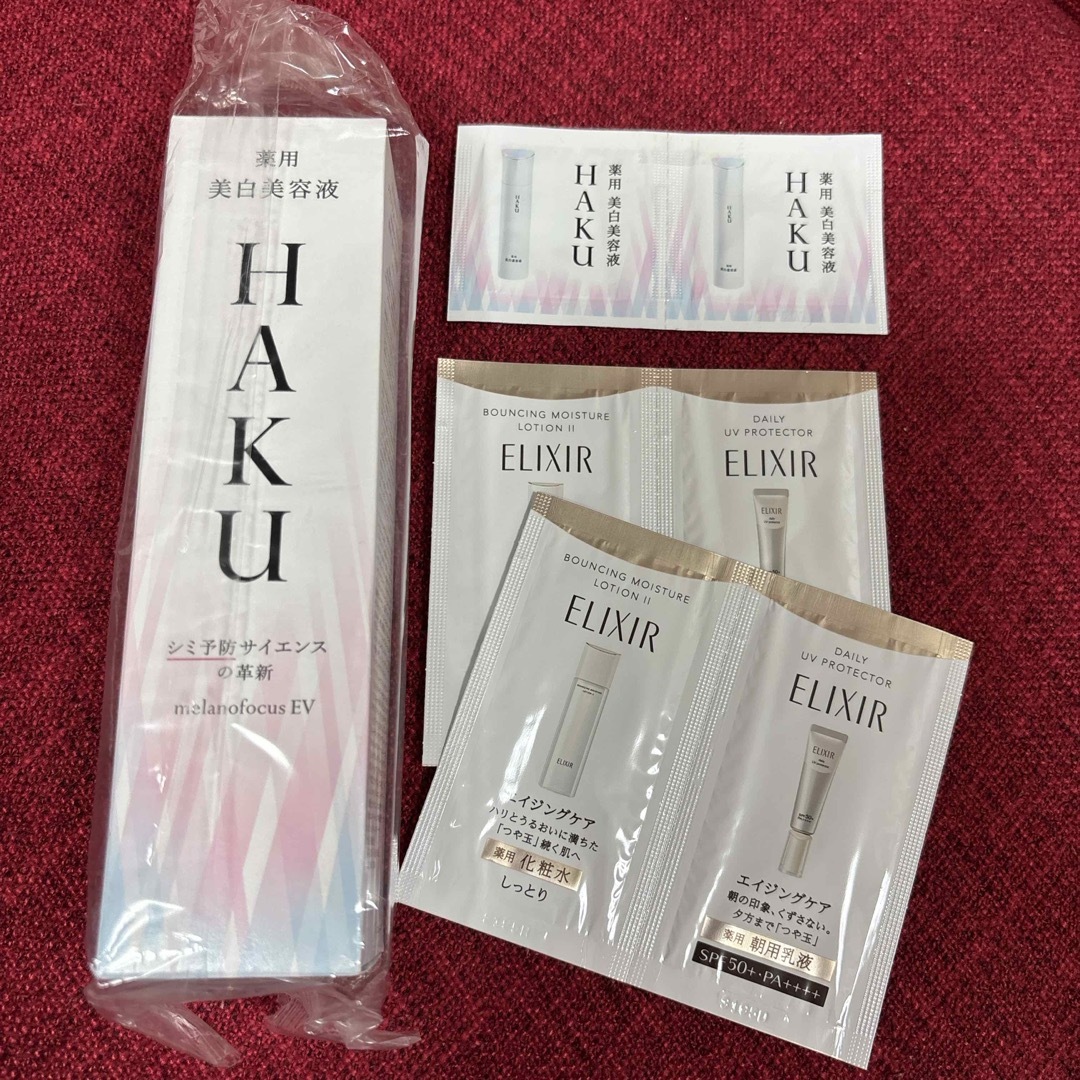 薬用
美白美容液
HAKU
シミ予防サイエンス
の革新
melanofocus EV
薬用 美白美容液
HAKU
HAKU
薬用 美白美容液
HAKU
HAKU
BOUNCING MOISTURE
LOTION II
ELIXIR
DAILY
UV PROTECTOR
ELIXIR
ELIXIR
BOUNCING MOISTURE
LOTION II
ELIXIR
ELIXIR
エイジングケア
ハリとうるおいに満ちた
「つや玉」続く肌へ
薬用 化粧水
しっとり
DAILY
UV PROTECTOR
ELIXIR
ELIXIR
エイジングケア
朝の印象、くずさない。
夕方まで「つや玉」
薬用 朝用乳液
SPF50+・PA++++